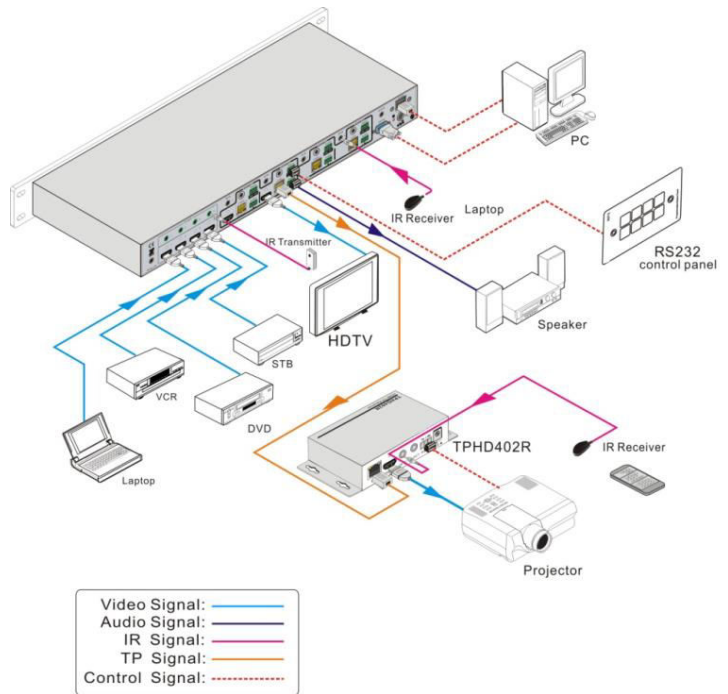 PC
IR Receiver
Laptop
IR Transmitter
RS232
control panel
Speaker
HDTV
STB
VCR
DVD
Laptop
TPHD402R
IR Receiver
Projector
Video Signal:
Audio Signal:
IR Signal:
TP Signal:
Control Signal: